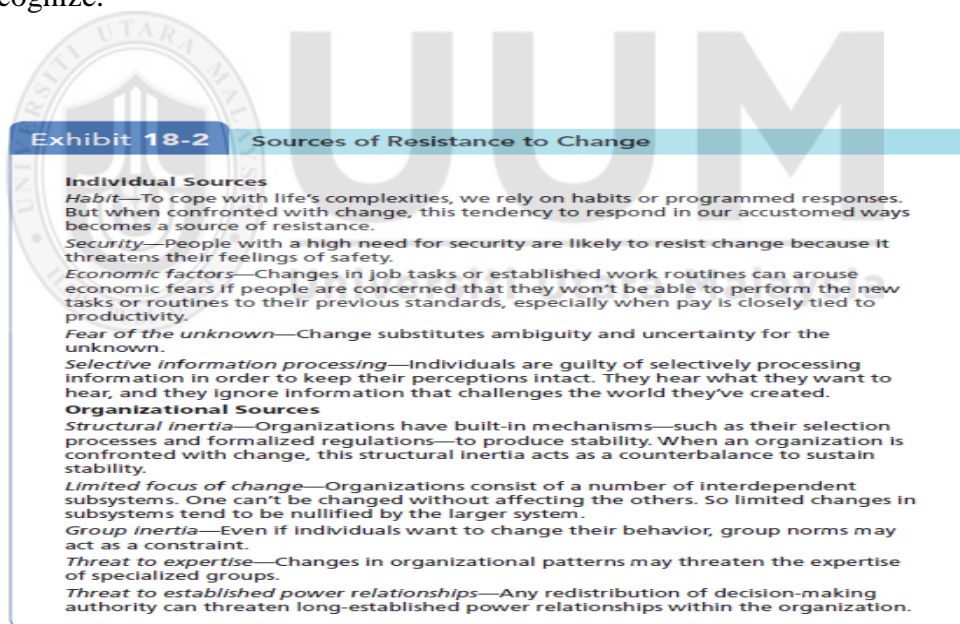 cognize.
UUM
Universiti Utara Malaysia
Exhibit 18-2 Sources of Resistance to Change
Individual Sources
Habit—To cope with life's complexities, we rely on habits or programmed responses.
But when confronted with change, this tendency to respond in our accustomed ways
becomes a source of resistance.
Security—People with a high need for security are likely to resist change because it
threatens their feelings of safety.
Economic factors—Changes in job tasks or established work routines can arouse
economic fears if people are concerned that they won't be able to perform the new
tasks or routines to their previous standards, especially when pay is closely tied to
productivity.
Fear of the unknown—Change substitutes ambiguity and uncertainty for the
unknown.
Selective information processing—Individuals are guilty of selectively processing
information in order to keep their perceptions intact. They hear what they want to
hear, and they ignore information that challenges the world they've created.
Organizational Sources
Structural inertia—Organizations have built-in mechanisms—such as their selection
processes and formalized regulations—to produce stability. When an organization is
confronted with change, this structural inertia acts as a counterbalance to sustain
stability.
Limited focus of change—Organizations consist of a number of interdependent
subsystems. One can't be changed without affecting the others. So limited changes in
subsystems tend to be nullified by the larger system.
Group inertia—Even if individuals want to change their behavior, group norms may
act as a constraint.
Threat to expertise—Changes in organizational patterns may threaten the expertise
of specialized groups.
Threat to established power relationships—Any redistribution of decision-making
authority can threaten long-established power relationships within the organization.